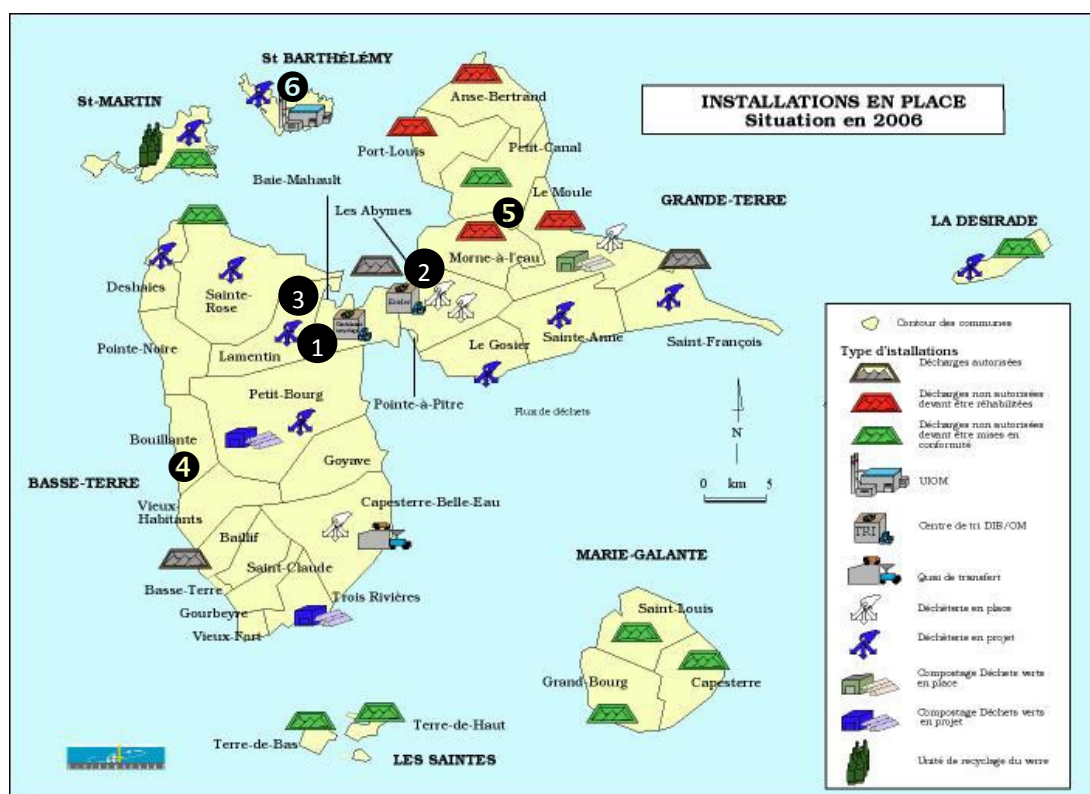 St BARTHÉLÉMY
6
St-MARTIN
INSTALLATIONS EN PLACE
Situation en 2006
Anse-Bertrand
Port-Louis
Petit-Canal
Baie-Mahault
Le Moule
Les Abymes
GRANDE-TERRE
5
LA DESIRADE
Morne-à-l'eau
2
Deshaies
Sainte-
Rose
3
1
Lamentin
Pointe-Noire
Le Gosier
Sainte-Anne
Saint-François
Petit-Bourg
Pointe-à-Pitre
Flux de déchets
N
0 km 5
Bouillante
4
Goyave
BASSE-TERRE
Vieux-
Habitants
Capesterre-Belle-Eau
Baillif
Saint-Claude
Basse-Terre
Trois Rivières
Gourbeyre
Vieux-Fort
MARIE-GALANTE
Saint-Louis
Grand-Bourg
Capesterre
Terre-de-Haut
Terre-de-Bas
LES SAINTES
Contour des communes
Type d'istallations
Décharges autorisées
Décharges non autorisées
devant être réhabilitées
Décharges non autorisées
devant être mises en
conformité
UIOM
TRI
Centre de tri DIB/OM
Quai de transfert
Déchèterie en place
Déchèterie en projet
Compostage Déchets verts
en place
Compostage Déchets verts
en projet
Unité de recyclage du verre